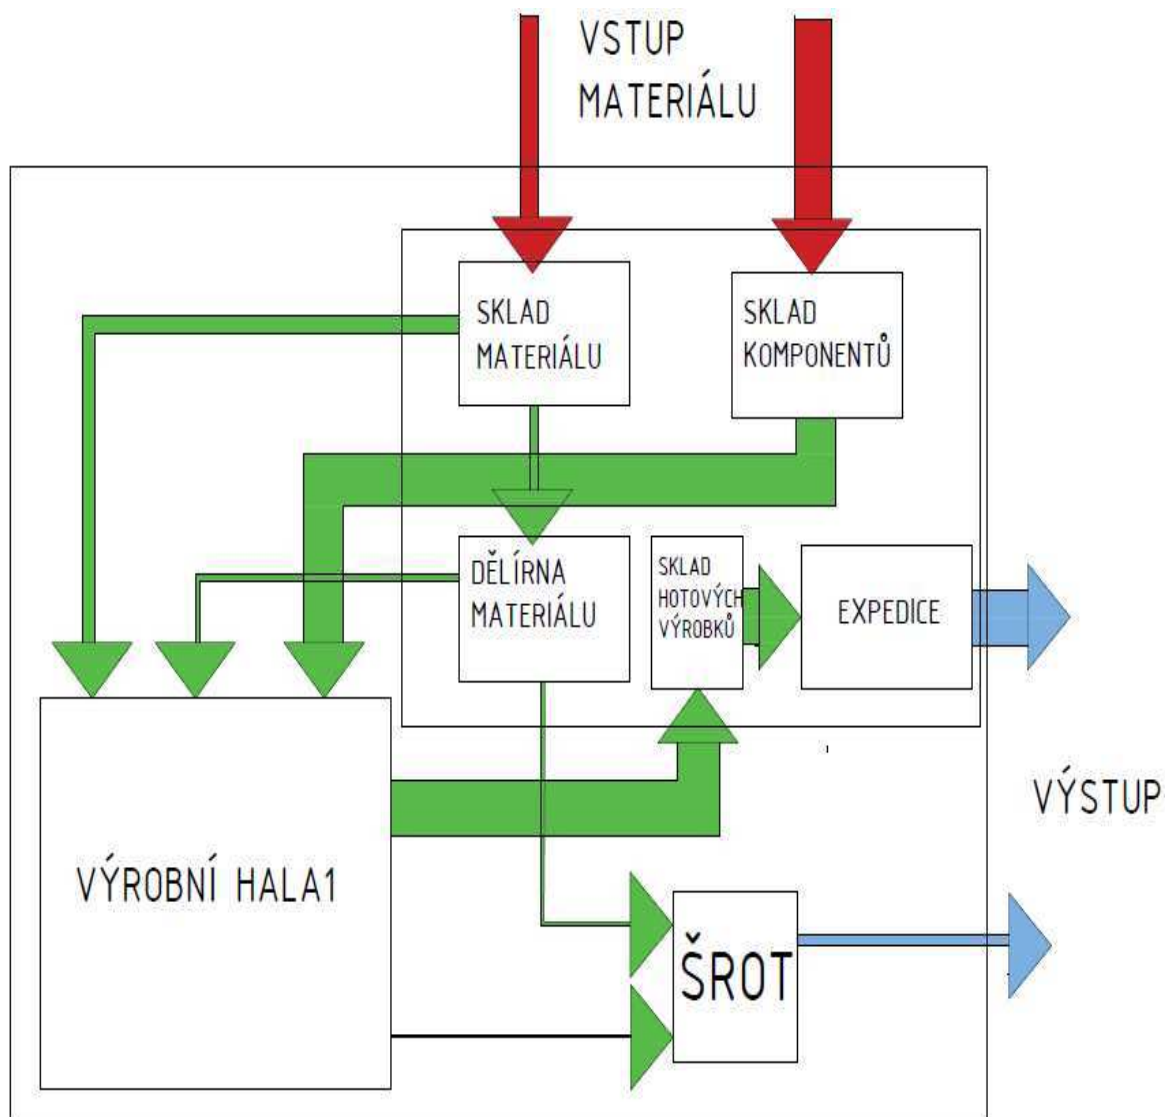 VSTUP
MATERIÁLU
SKLAD
MATERIÁLU
SKLAD
KOMPONENTŮ
DĚLÍRNA
MATERIÁLU
SKLAD
HOTOVÝCH
VÝROBKŮ
EXPEDICE
VÝSTUP
VÝROBNÍ HALA1
ŠROT